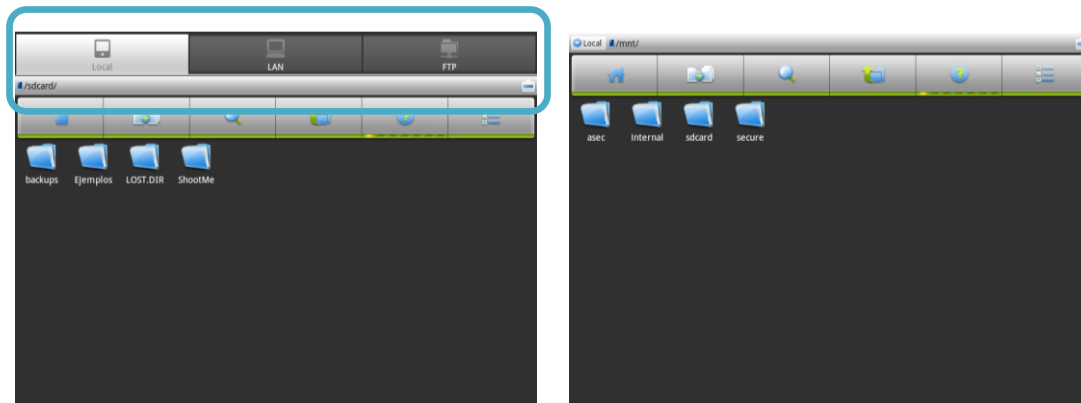 Local LAN FTP
/sdcard/
backups Ejemplos LOST.DIR ShootMe
Local /mnt/
asec Internal sdcard secure